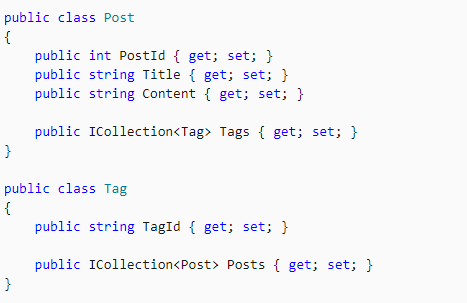 public class Post
{
    public int PostId { get; set; }
    public string Title { get; set; }
    public string Content { get; set; }

    public ICollection<Tag> Tags { get; set; }
}

public class Tag
{
    public string TagId { get; set; }

    public ICollection<Post> Posts { get; set; }
}